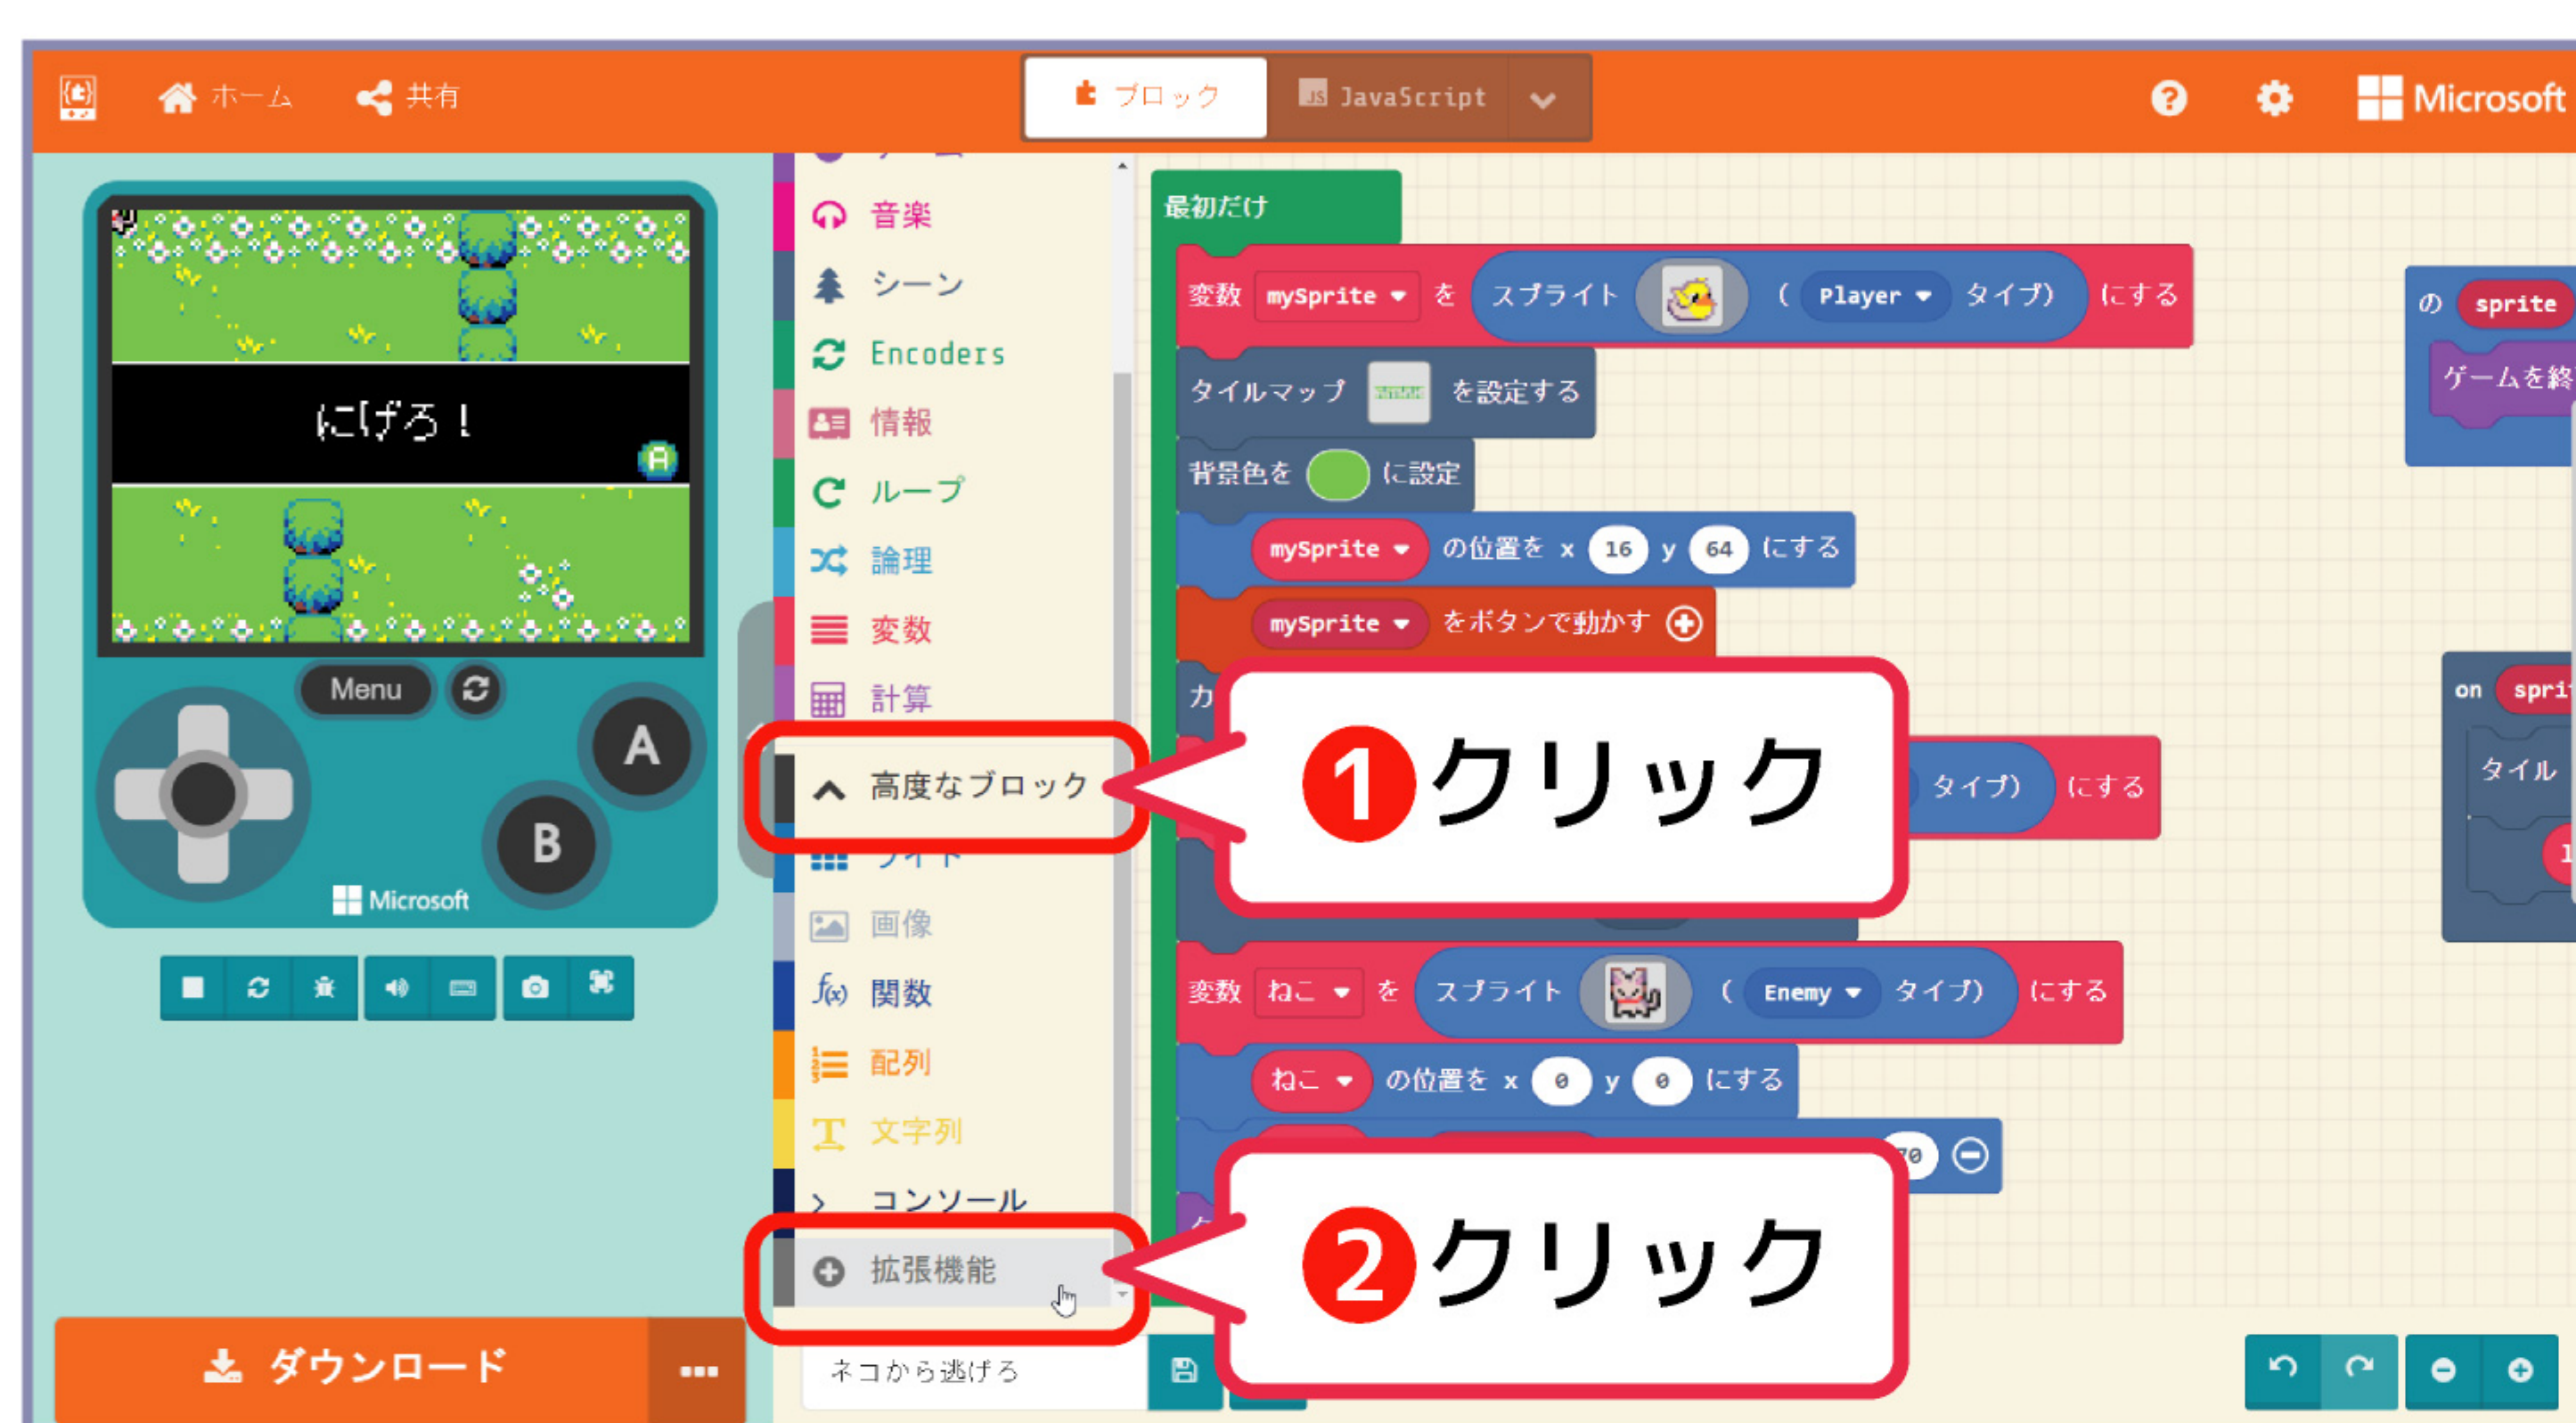 ホーム
共有
ブロック
JavaScript
Microsoft
にげろ！
A
Menu
A
B
Microsoft
ダウンロード
音楽
シーン
Encoders
情報
ループ
論理
変数
計算
高度なブロック
画像
関数
配列
文字列
コンソール
拡張機能
ネコから逃げろ
最初だけ
変数 mySprite を スプライト ( Player タイプ) にする
タイルマップ を設定する
背景色を に設定
mySprite の位置を x 16 y 64 にする
mySprite をボタンで動かす
カ
タイプ) にする
変数 ねこ を スプライト ( Enemy タイプ) にする
ねこ の位置を x 0 y 0 にする
❶クリック
❷クリック
の sprite
ゲームを終
on
タイル